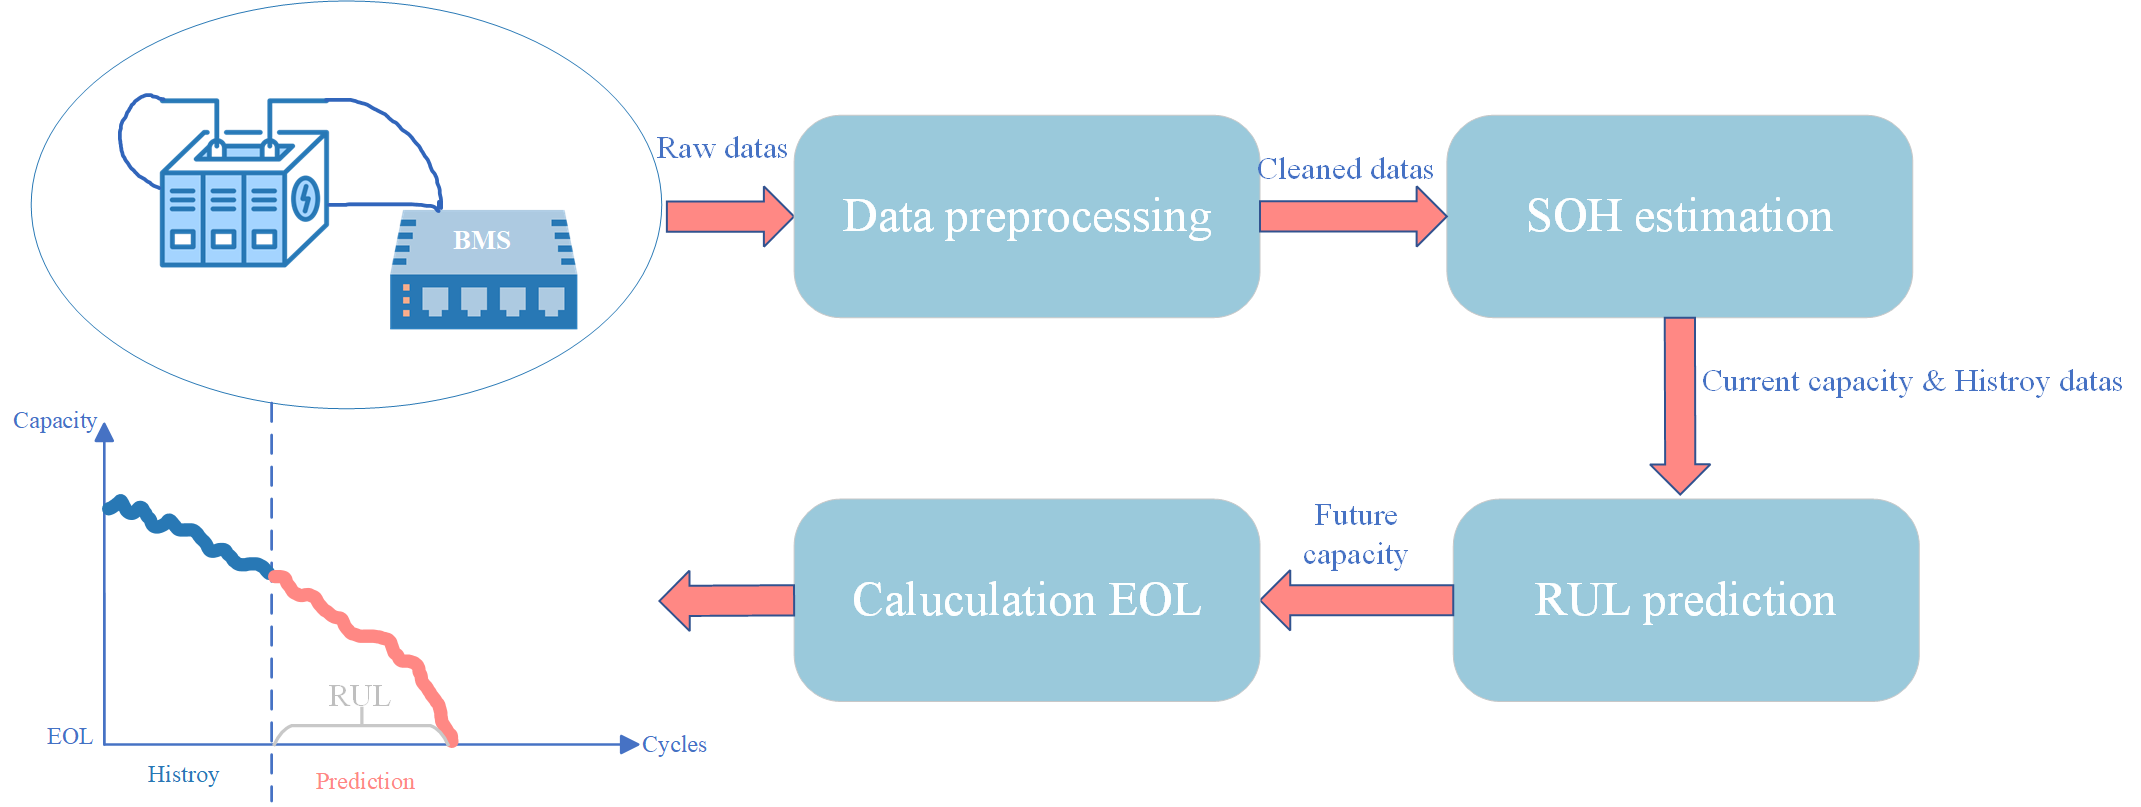 Raw datas
Data preprocessing
Cleaned datas
SOH estimation
BMS
Current capacity & Histroy datas
Capacity
Future
capacity
Caluculation EOL
RUL prediction
RUL
EOL
Cycles
Histroy
Prediction